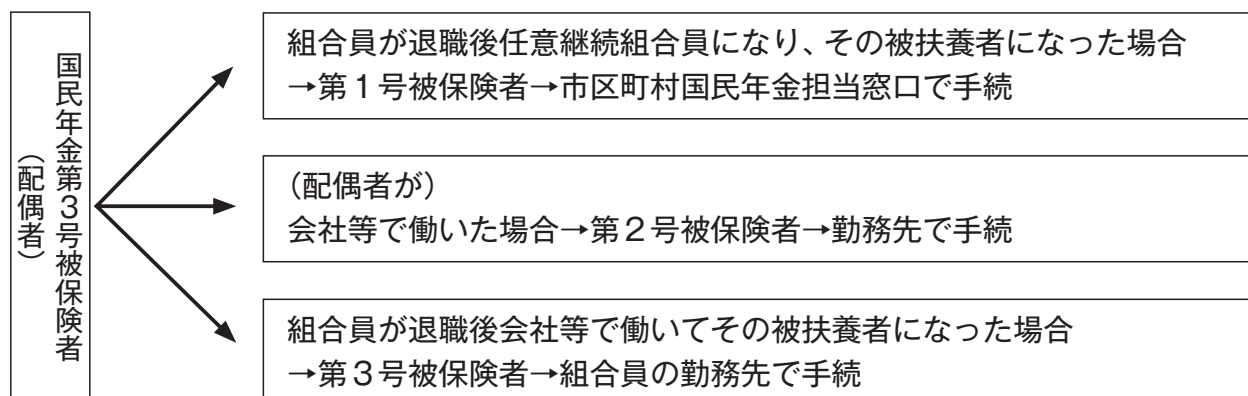 国民年金第３号被保険者
（配偶者）
組合員が退職後任意継続組合員になり、その被扶養者になった場合
→第１号被保険者→市区町村国民年金担当窓口で手続
（配偶者が）
会社等で働いた場合→第２号被保険者→勤務先で手続
組合員が退職後会社等で働いてその被扶養者になった場合
→第３号被保険者→組合員の勤務先で手続